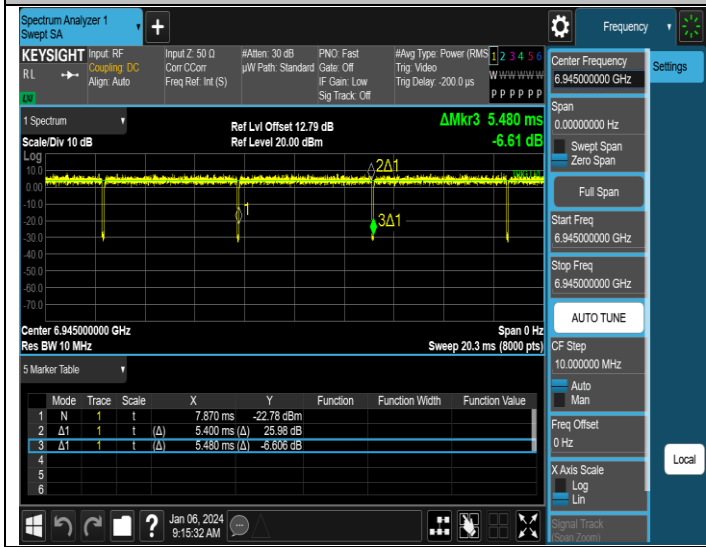 Spectrum Analyzer 1
Swept SA
+
Frequency
KEYSIGHT
RL
LXI
Input: RF
Coupling: DC
Align: Auto
Input Z: 50 Ω
Corr CCorr
Freq Ref: Int (S)
#Atten: 30 dB
µW Path: Standard
PNO: Fast
Gate: Off
IF Gain: Low
Sig Track: Off
#Avg Type: Power (RMS
Trig: Video
Trig Delay: -200.0 µs
1 2 3 4 5 6
W W W W W W
P P P P P P
1 Spectrum
Scale/Div 10 dB
Log
Ref Lvl Offset 12.79 dB
Ref Level 20.00 dBm
ΔMkr3 5.480 ms
-6.61 dB
10.0
0.00
-10.0
-20.0
-30.0
-40.0
-50.0
-60.0
-70.0
2Δ1
1
3Δ1
Center 6.945000000 GHz
Res BW 10 MHz
Span 0 Hz
Sweep 20.3 ms (8000 pts)
5 Marker Table
Mode Trace Scale X Y Function Function Width Function Value
1 N 1 t 7.870 ms -22.78 dBm
2 Δ1 1 t (Δ) 5.400 ms (Δ) 25.98 dB
3 Δ1 1 t (Δ) 5.480 ms (Δ) -6.606 dB
4
5
6
?
Jan 06, 2024
9:15:32 AM
Center Frequency
6.945000000 GHz
Span
0.00000000 Hz
Swept Span
Zero Span
Full Span
Start Freq
6.945000000 GHz
Stop Freq
6.945000000 GHz
AUTO TUNE
CF Step
10.000000 MHz
Auto
Man
Freq Offset
0 Hz
X Axis Scale
Log
Lin
Signal Track
(Span Zoom)
Settings
Local